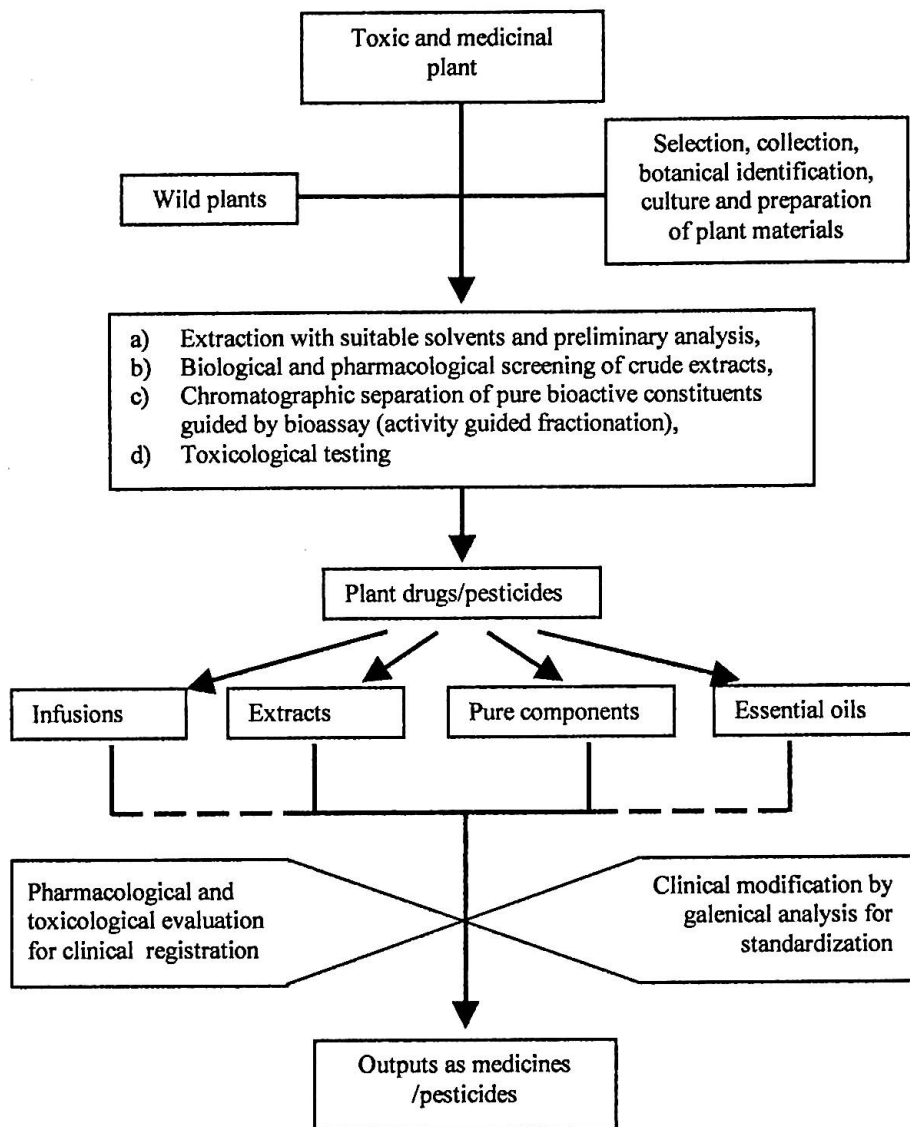 Toxic and medicinal
plant
Wild plants
Selection, collection,
botanical identification,
culture and preparation
of plant materials
a) Extraction with suitable solvents and preliminary analysis,
b) Biological and pharmacological screening of crude extracts,
c) Chromatographic separation of pure bioactive constituents
guided by bioassay (activity guided fractionation),
d) Toxicological testing
Plant drugs/pesticides
Infusions
Extracts
Pure components
Essential oils
Pharmacological and
toxicological evaluation
for clinical registration
Clinical modification by
galenical analysis for
standardization
Outputs as medicines
/pesticides